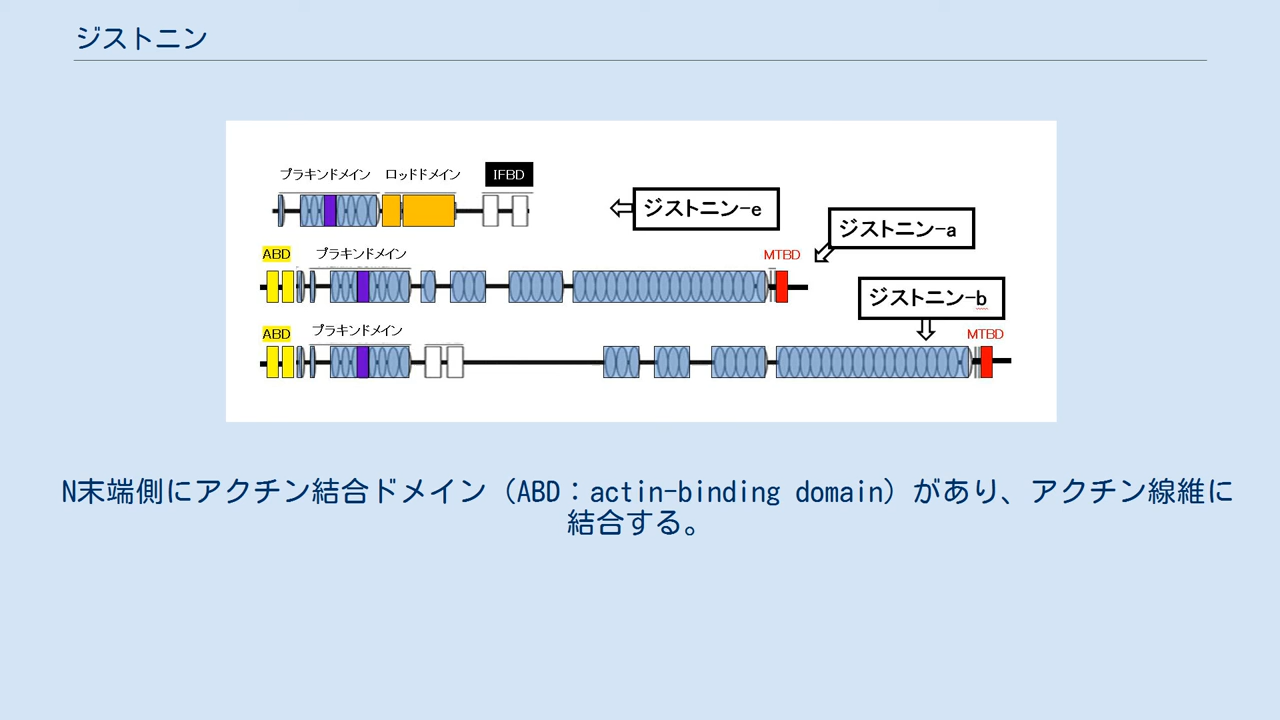 ジストニン
プラキンドメイン ロッドドメイン IFBD
ジストニン-e
ジストニン-a
ABD プラキンドメイン MTBD
ジストニン-b
ABD プラキンドメイン MTBD
N末端側にアクチン結合ドメイン（ABD：actin-binding domain）があり、アクチン線維に
結合する。